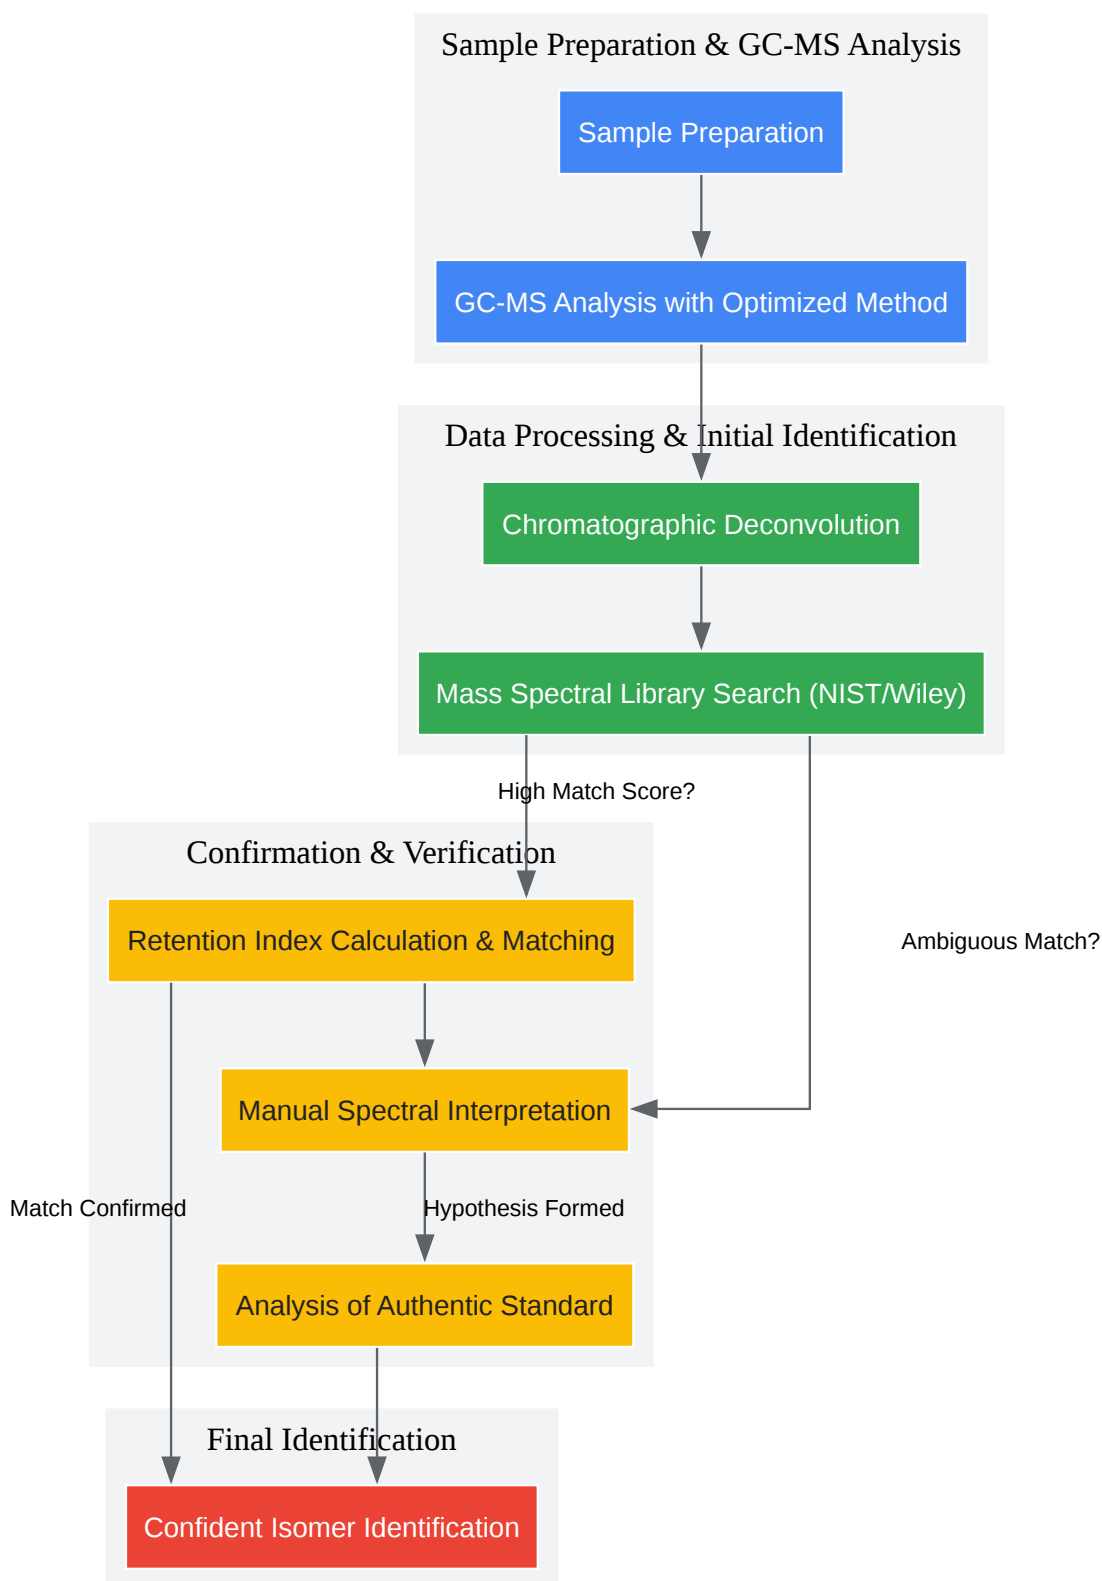 Sample Preparation & GC-MS Analysis
Sample Preparation
GC-MS Analysis with Optimized Method
Data Processing & Initial Identification
Chromatographic Deconvolution
Mass Spectral Library Search (NIST/Wiley)
High Match Score?
Confirmation & Verification
Retention Index Calculation & Matching
Ambiguous Match?
Manual Spectral Interpretation
Match Confirmed
Hypothesis Formed
Analysis of Authentic Standard
Final Identification
Confident Isomer Identification